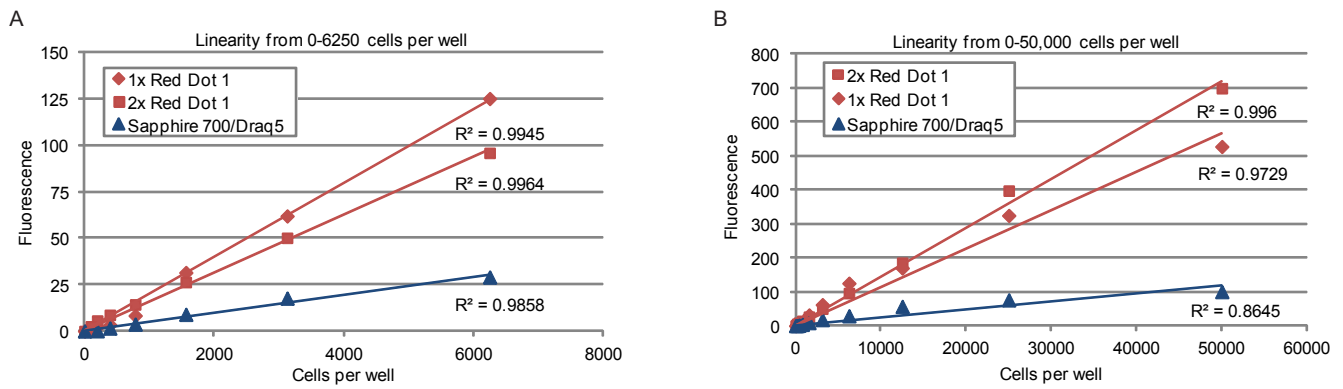 A
Linearity from 0-6250 cells per well
150
125
100
75
50
25
0
Fluorescence
1x Red Dot 1
2x Red Dot 1
Sapphire 700/Draq5
R² = 0.9945
R² = 0.9964
R² = 0.9858
0 2000 4000 6000 8000
Cells per well
B
Linearity from 0-50,000 cells per well
800
700
600
500
400
300
200
100
0
Fluorescence
2x Red Dot 1
1x Red Dot 1
Sapphire 700/Draq5
R² = 0.996
R² = 0.9729
R² = 0.8645
0 10000 20000 30000 40000 50000 60000
Cells per well